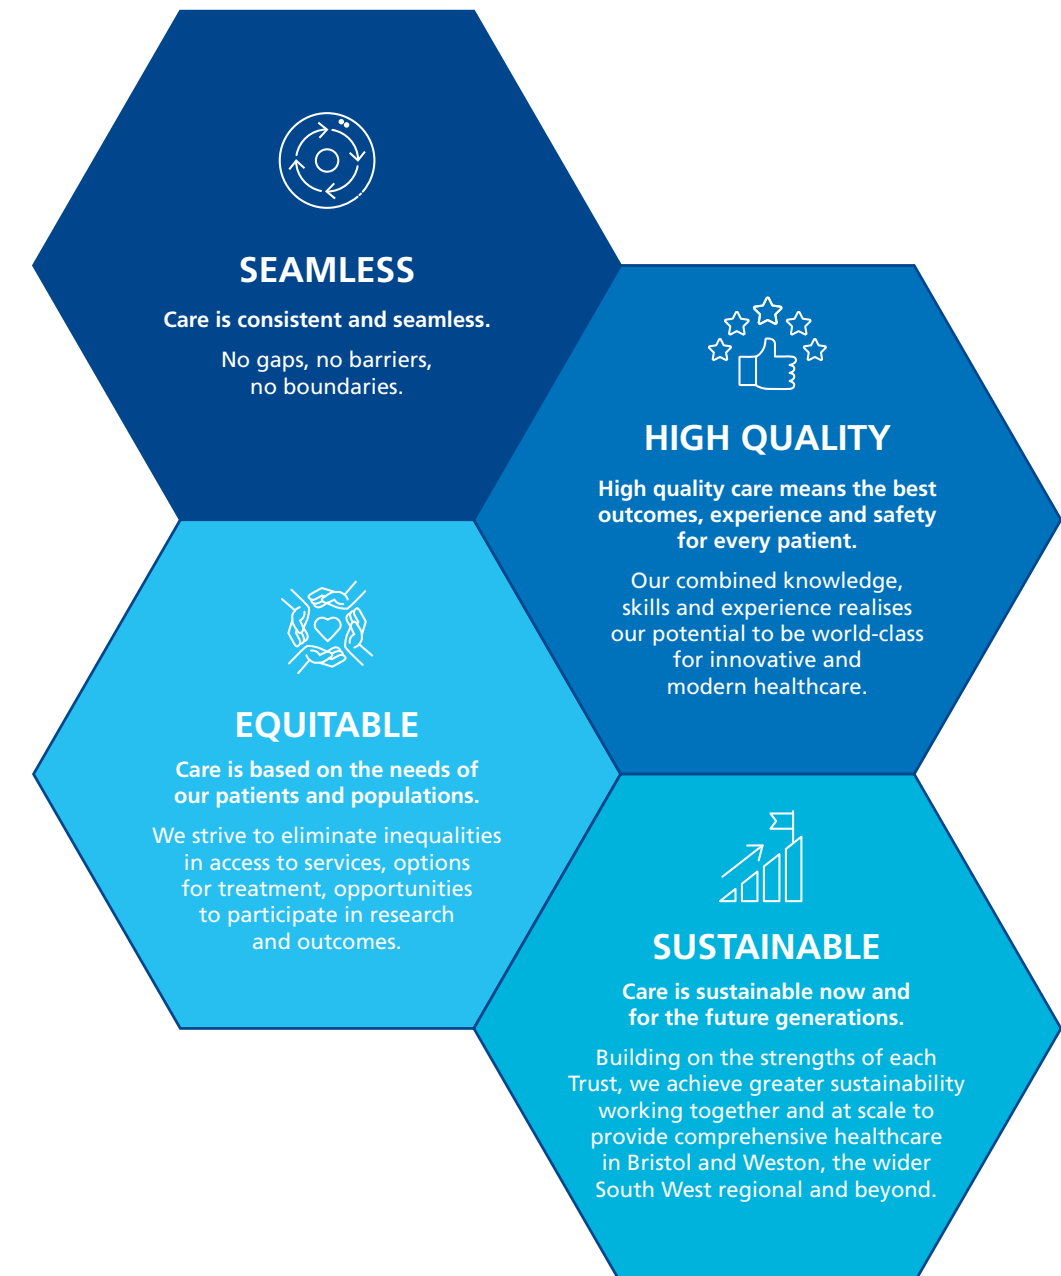 SEAMLESS
Care is consistent and seamless.
No gaps, no barriers,
no boundaries.
HIGH QUALITY
High quality care means the best
outcomes, experience and safety
for every patient.
Our combined knowledge,
skills and experience realises
our potential to be world-class
for innovative and
modern healthcare.
EQUITABLE
Care is based on the needs of
our patients and populations.
We strive to eliminate inequalities
in access to services, options
for treatment, opportunities
to participate in research
and outcomes.
SUSTAINABLE
Care is sustainable now and
for the future generations.
Building on the strengths of each
Trust, we achieve greater sustainability
working together and at scale to
provide comprehensive healthcare
in Bristol and Weston, the wider
South West regional and beyond.